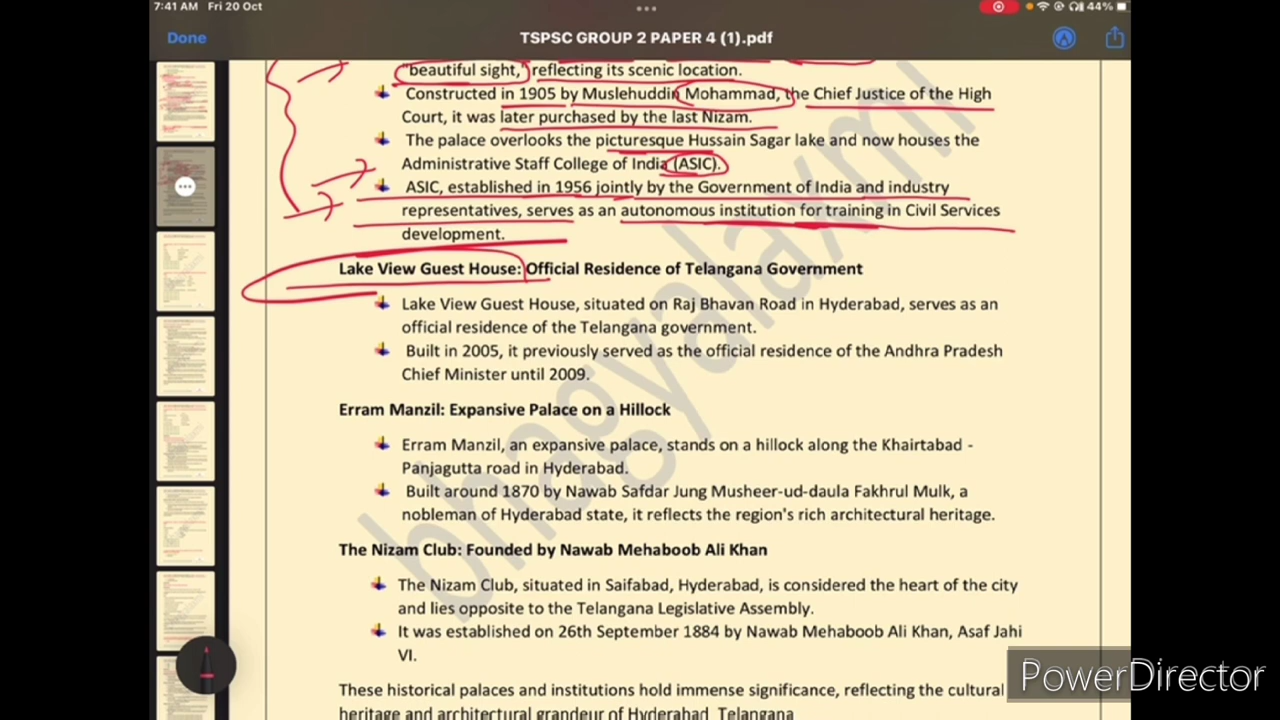 7:41 AM Fri 20 Oct
44%
Done
TSPSC GROUP 2 PAPER 4 (1).pdf
"beautiful sight," reflecting its scenic location.
Constructed in 1905 by Muslehuddin Mohammad, the Chief Justice of the High
Court, it was later purchased by the last Nizam.
The palace overlooks the picturesque Hussain Sagar lake and now houses the
Administrative Staff College of India (ASIC).
ASIC, established in 1956 jointly by the Government of India and industry
representatives, serves as an autonomous institution for training in Civil Services
development.
Lake View Guest House: Official Residence of Telangana Government
Lake View Guest House, situated on Raj Bhavan Road in Hyderabad, serves as an
official residence of the Telangana government.
Built in 2005, it previously served as the official residence of the Andhra Pradesh
Chief Minister until 2009.
Erram Manzil: Expansive Palace on a Hillock
Erram Manzil, an expansive palace, stands on a hillock along the Khairtabad -
Panjagutta road in Hyderabad.
Built around 1870 by Nawab Safdar Jung Musheer-ud-daula Fakhrul Mulk, a
nobleman of Hyderabad state, it reflects the region's rich architectural heritage.
The Nizam Club: Founded by Nawab Mehaboob Ali Khan
The Nizam Club, situated in Saifabad, Hyderabad, is considered the heart of the city
and lies opposite to the Telangana Legislative Assembly.
It was established on 26th September 1884 by Nawab Mehaboob Ali Khan, Asaf Jahi
VI.
These historical palaces and institutions hold immense significance, reflecting the cultural
heritage and architectural grandeur of Hyderabad, Telangana
bhagyalaxmi
PowerDirector